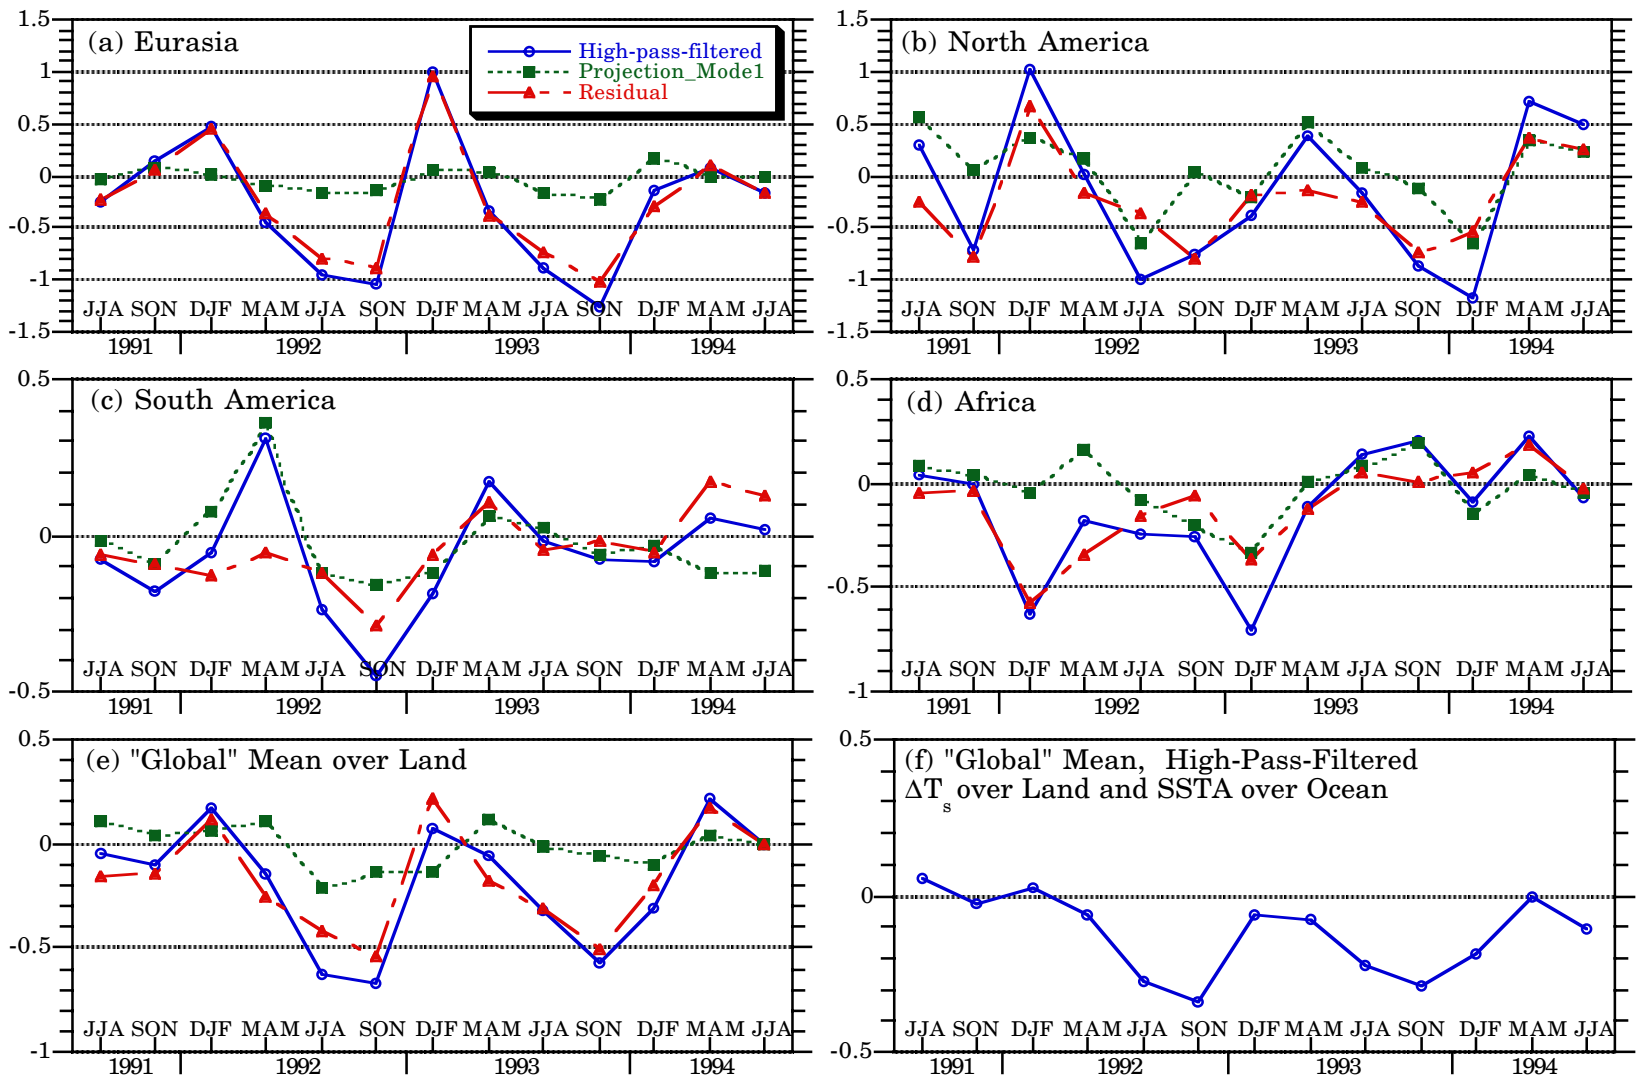 (a) Eurasia
High-pass-filtered
Projection_Mode1
Residual
1.5
1
0.5
0
-0.5
-1
-1.5
JJA SON DJF MAM JJA SON DJF MAM JJA SON DJF MAM JJA
1991 1992 1993 1994
(b) North America
1.5
1
0.5
0
-0.5
-1
-1.5
JJA SON DJF MAM JJA SON DJF MAM JJA SON DJF MAM JJA
1991 1992 1993 1994
(c) South America
0.5
0
-0.5
JJA SON DJF MAM JJA SON DJF MAM JJA SON DJF MAM JJA
1991 1992 1993 1994
(d) Africa
0.5
0
-0.5
-1
JJA SON DJF MAM JJA SON DJF MAM JJA SON DJF MAM JJA
1991 1992 1993 1994
(e) "Global" Mean over Land
0.5
0
-0.5
-1
JJA SON DJF MAM JJA SON DJF MAM JJA SON DJF MAM JJA
1991 1992 1993 1994
(f) "Global" Mean, High-Pass-Filtered
ΔTs over Land and SSTA over Ocean
0.5
0
-0.5
JJA SON DJF MAM JJA SON DJF MAM JJA SON DJF MAM JJA
1991 1992 1993 1994